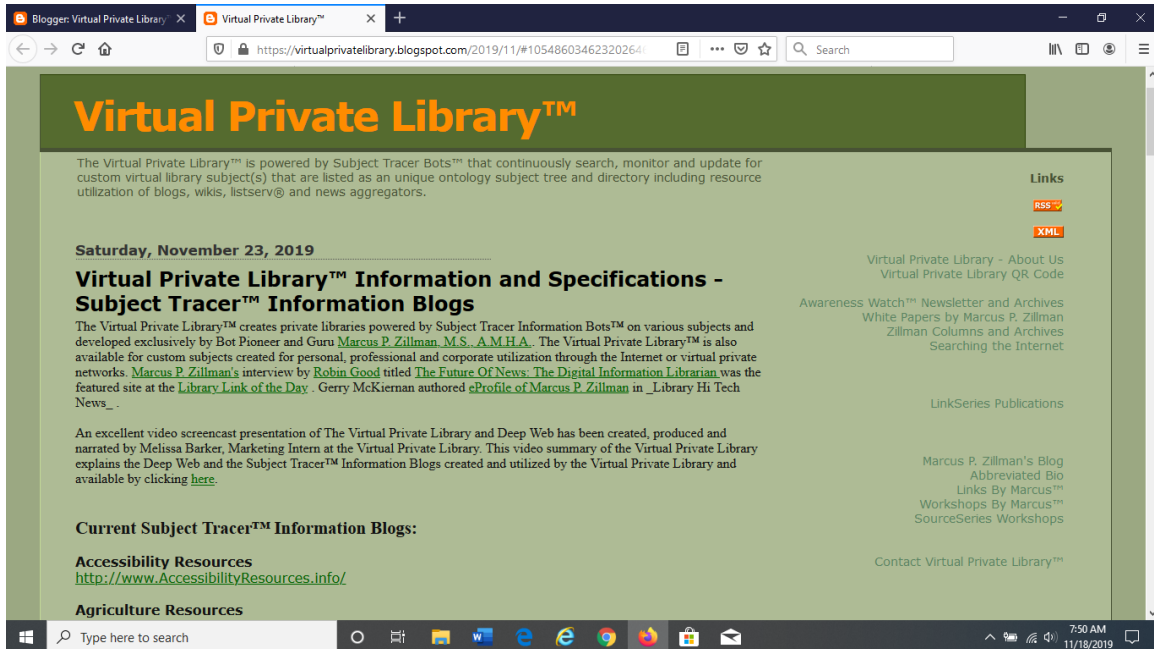 Blogger: Virtual Private Library
Virtual Private Library™
https://virtualprivatelibrary.blogspot.com/2019/11/#10548603462320264
Search
Virtual Private Library™
The Virtual Private Library™ is powered by Subject Tracer Bots™ that continuously search, monitor and update for
custom virtual library subject(s) that are listed as an unique ontology subject tree and directory including resource
utilization of blogs, wikis, listserv® and news aggregators.
Saturday, November 23, 2019
Virtual Private Library™ Information and Specifications -
Subject Tracer™ Information Blogs
The Virtual Private Library™ creates private libraries powered by Subject Tracer Information Bots™ on various subjects and
developed exclusively by Bot Pioneer and Guru Marcus P. Zillman, M.S., A.M.H.A.. The Virtual Private Library™ is also
available for custom subjects created for personal, professional and corporate utilization through the Internet or virtual private
networks. Marcus P. Zillman's interview by Robin Good titled The Future Of News: The Digital Information Librarian was the
featured site at the Library Link of the Day . Gerry McKiernan authored eProfile of Marcus P. Zillman in _Library Hi Tech
News_ .
An excellent video screencast presentation of The Virtual Private Library and Deep Web has been created, produced and
narrated by Melissa Barker, Marketing Intern at the Virtual Private Library. This video summary of the Virtual Private Library
explains the Deep Web and the Subject Tracer™ Information Blogs created and utilized by the Virtual Private Library and
available by clicking here.
Current Subject Tracer™ Information Blogs:
Accessibility Resources
http://www.AccessibilityResources.info/
Agriculture Resources
Links
RSS
XML
Virtual Private Library - About Us
Virtual Private Library QR Code
Awareness Watch™ Newsletter and Archives
White Papers by Marcus P. Zillman
Zillman Columns and Archives
Searching the Internet
LinkSeries Publications
Marcus P. Zillman's Blog
Abbreviated Bio
Links By Marcus™
Workshops By Marcus™
SourceSeries Workshops
Contact Virtual Private Library™
Type here to search
7:50 AM
11/18/2019